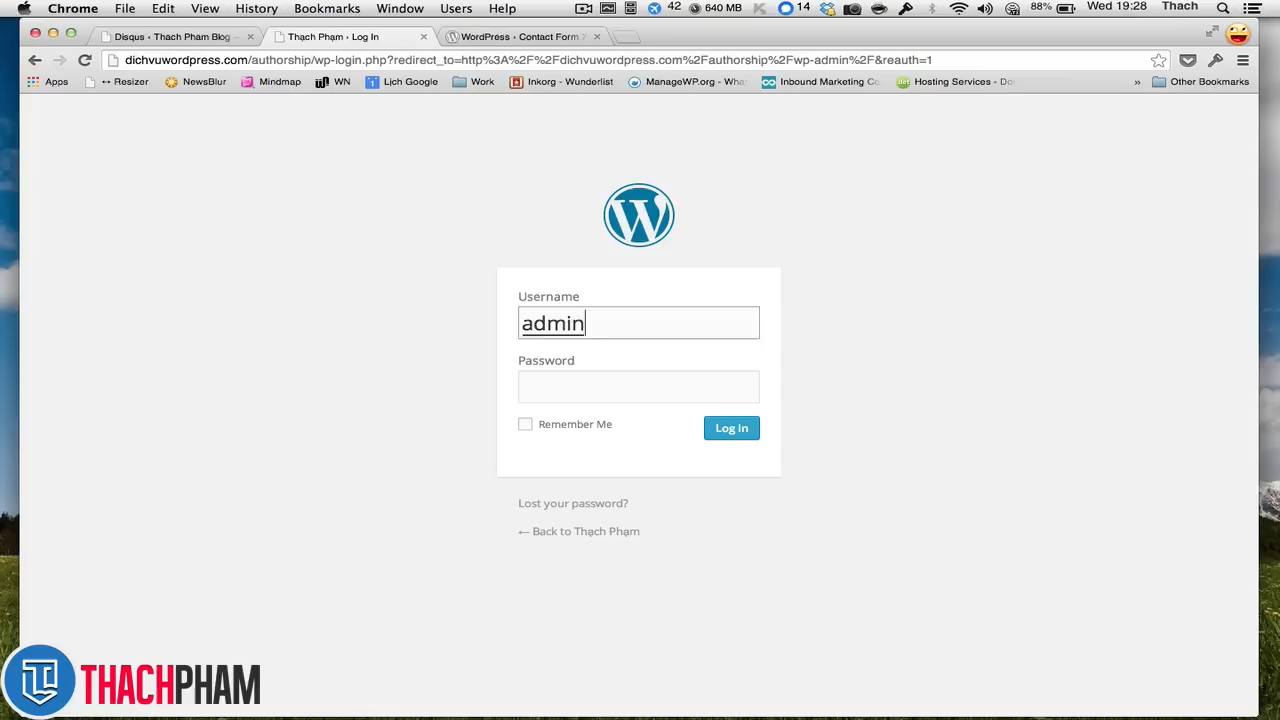 Chrome File Edit View History Bookmarks Window Users Help 42 640 MB 14 88% Wed 19:28 Thach
Disqus ‹ Thach Pham Blog Thạch Phạm › Log In WordPress › Contact Form 7
dichvuwordpress.com/authorship/wp-login.php?redirect_to=http%3A%2F%2Fdichvuwordpress.com%2Fauthorship%2Fwp-admin%2F&reauth=1
Apps ↔ Resizer NewsBlur Mindmap WN Lịch Google Work Inbox - Wunderlist ManageWP.org - Inbound Marketing Hosting Services - » Other Bookmarks
Username
admin
Password
Remember Me Log In
Lost your password?
← Back to Thạch Phạm
THACHPHAM